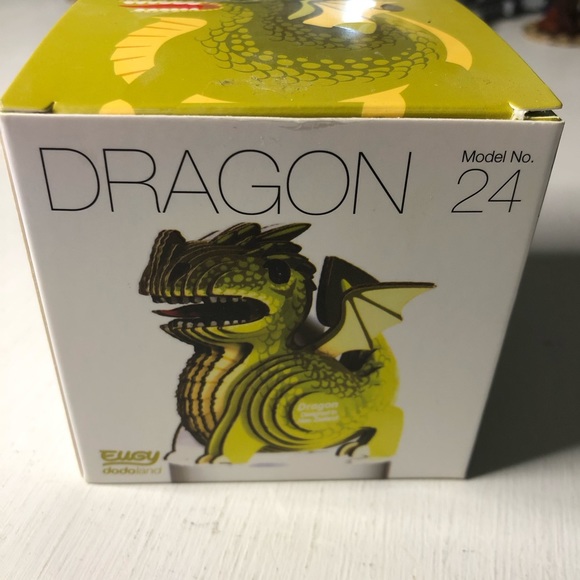 DRAGON
Model No.
24
Dragon
EUGY
dodoland